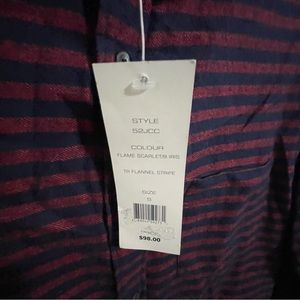 STYLE
52JCC
COLOUR
FLAME SCARLET/B IRIS
TR FLANNEL STRIPE
SIZE
S
$98.00